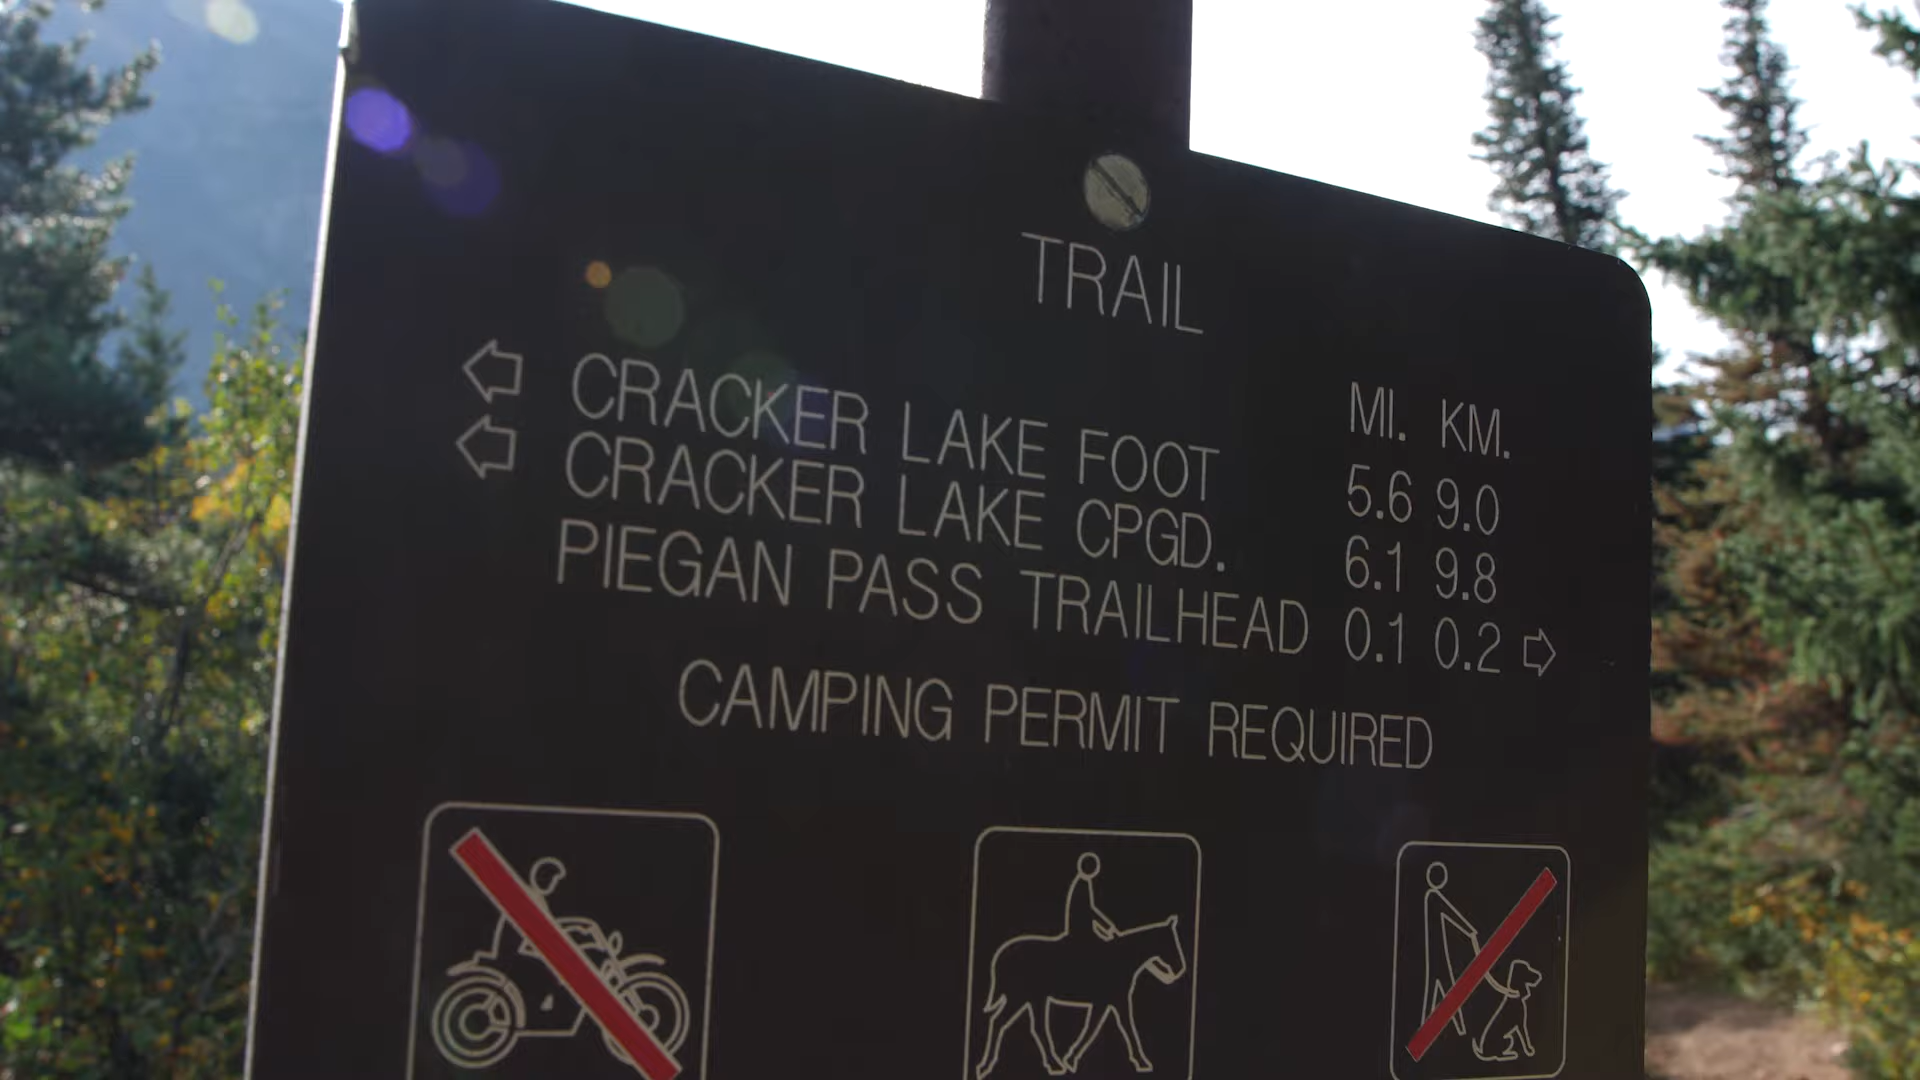 TRAIL
MI. KM.
CRACKER LAKE FOOT 5.6 9.0
CRACKER LAKE CPGD. 6.1 9.8
PIEGAN PASS TRAILHEAD 0.1 0.2
CAMPING PERMIT REQUIRED